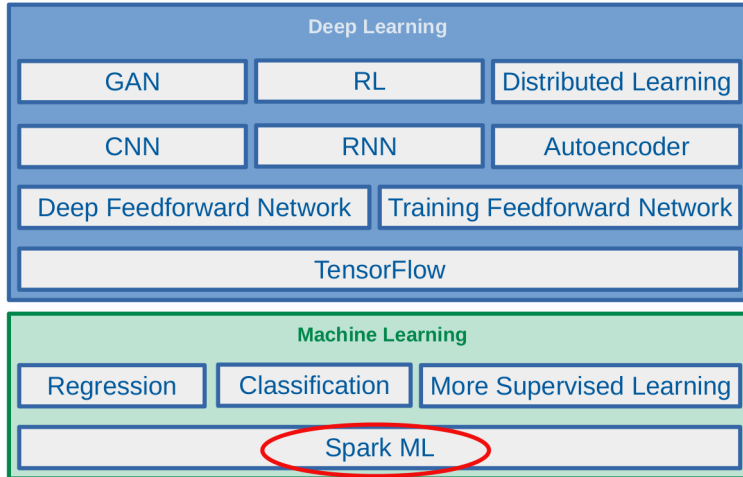 Deep Learning
GAN
RL
Distributed Learning
CNN
RNN
Autoencoder
Deep Feedforward Network
Training Feedforward Network
TensorFlow
Machine Learning
Regression
Classification
More Supervised Learning
Spark ML